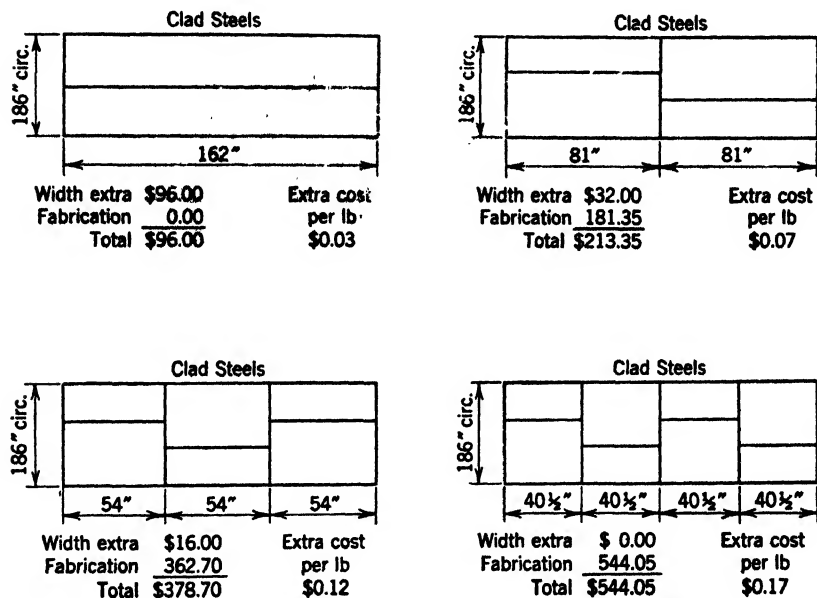 Clad Steels
186" circ.
162"
Width extra $96.00
Fabrication 0.00
Total $96.00
Extra cost
per lb
$0.03
Clad Steels
186" circ.
81" 81"
Width extra $32.00
Fabrication 181.35
Total $213.35
Extra cost
per lb
$0.07
Clad Steels
186" circ.
54" 54" 54"
Width extra $16.00
Fabrication 362.70
Total $378.70
Extra cost
per lb
$0.12
Clad Steels
186" circ.
40½" 40½" 40½" 40½"
Width extra $ 0.00
Fabrication 544.05
Total $544.05
Extra cost
per lb
$0.17